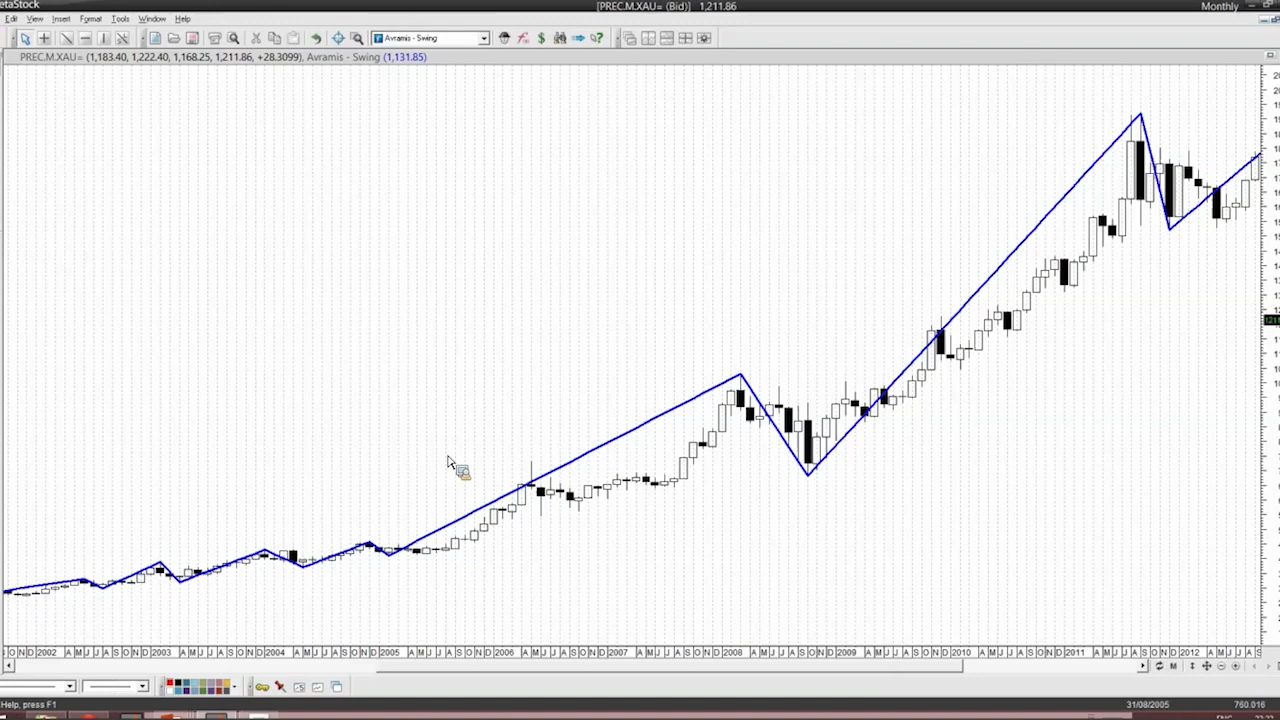 etaStock
[PREC.M.XAU= (Bid)] 1,211.86
Monthly
Edit View Insert Format Tools Window Help
Avramis - Swing
PREC.M.XAU= (1,183.40, 1,222.40, 1,168.25, 1,211.86, +28.3099), Avramis - Swing (1,131.85)
O N D 2002 A M J J A S O N D 2003 A M J J A S O N D 2004 A M J J A S O N D 2005 A M J J A S O N D 2006 A M J J A S O N D 2007 A M J J A S O N D 2008 A M J J A S O N D 2009 A M J J A S O N D 2010 A M J J A S O N D 2011 A M J J A S O N D 2012 A M J J A S
Help, press F1
31/08/2005
760.016